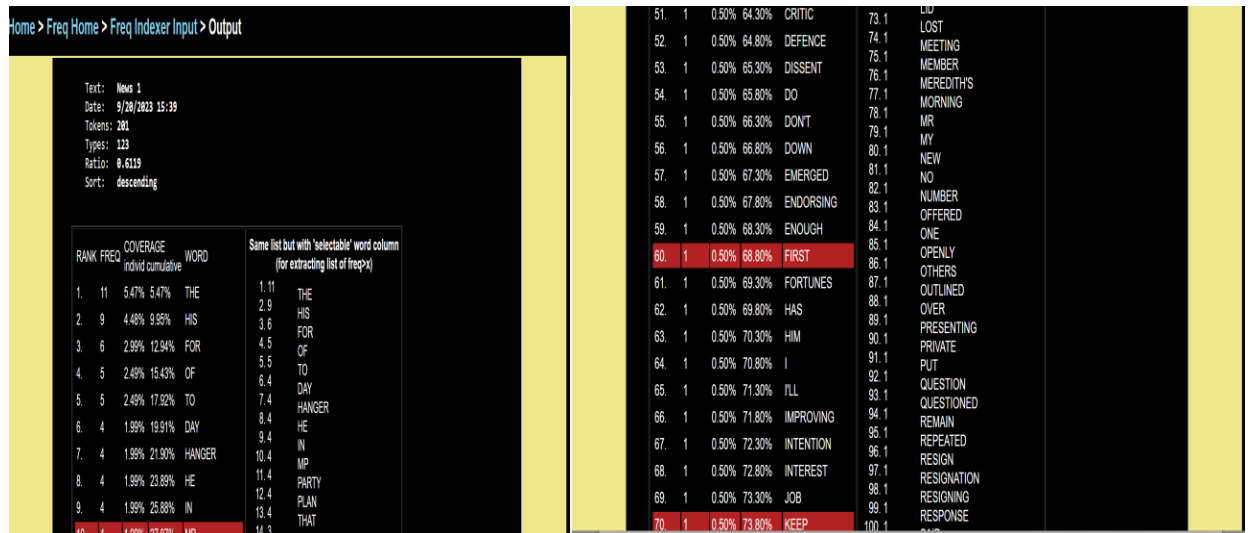 Home > Freq Home > Freq Indexer Input > Output
Text: News 1
Date: 9/20/2023 15:39
Tokens: 201
Types: 123
Ratio: 0.6119
Sort: descending
RANK FREQ COVERAGE individ cumulative WORD
1. 11 5.47% 5.47% THE
2. 9 4.48% 9.95% HIS
3. 6 2.99% 12.94% FOR
4. 5 2.49% 15.43% OF
5. 5 2.49% 17.92% TO
6. 4 1.99% 19.91% DAY
7. 4 1.99% 21.90% HANGER
8. 4 1.99% 23.89% HE
9. 4 1.99% 25.88% IN
10. 4 1.99% 27.87% MP
Same list but with 'selectable' word column
(for extracting list of freq>x)
1. 11 THE
2. 9 HIS
3. 6 FOR
4. 5 OF
5. 5 TO
6. 4 DAY
7. 4 HANGER
8. 4 HE
9. 4 IN
10. 4 MP
11. 4 PARTY
12. 4 PLAN
13. 4 THAT
14. 3
51. 1 0.50% 64.30% CRITIC
52. 1 0.50% 64.80% DEFENCE
53. 1 0.50% 65.30% DISSENT
54. 1 0.50% 65.80% DO
55. 1 0.50% 66.30% DON'T
56. 1 0.50% 66.80% DOWN
57. 1 0.50% 67.30% EMERGED
58. 1 0.50% 67.80% ENDORSING
59. 1 0.50% 68.30% ENOUGH
60. 1 0.50% 68.80% FIRST
61. 1 0.50% 69.30% FORTUNES
62. 1 0.50% 69.80% HAS
63. 1 0.50% 70.30% HIM
64. 1 0.50% 70.80% I
65. 1 0.50% 71.30% I'LL
66. 1 0.50% 71.80% IMPROVING
67. 1 0.50% 72.30% INTENTION
68. 1 0.50% 72.80% INTEREST
69. 1 0.50% 73.30% JOB
70. 1 0.50% 73.80% KEEP
LID
73. 1 LOST
74. 1 MEETING
75. 1 MEMBER
76. 1 MEREDITH'S
77. 1 MORNING
78. 1 MR
79. 1 MY
80. 1 NEW
81. 1 NO
82. 1 NUMBER
83. 1 OFFERED
84. 1 ONE
85. 1 OPENLY
86. 1 OTHERS
87. 1 OUTLINED
88. 1 OVER
89. 1 PRESENTING
90. 1 PRIVATE
91. 1 PUT
92. 1 QUESTION
93. 1 QUESTIONED
94. 1 REMAIN
95. 1 REPEATED
96. 1 RESIGN
97. 1 RESIGNATION
98. 1 RESIGNING
99. 1 RESPONSE
100. 1